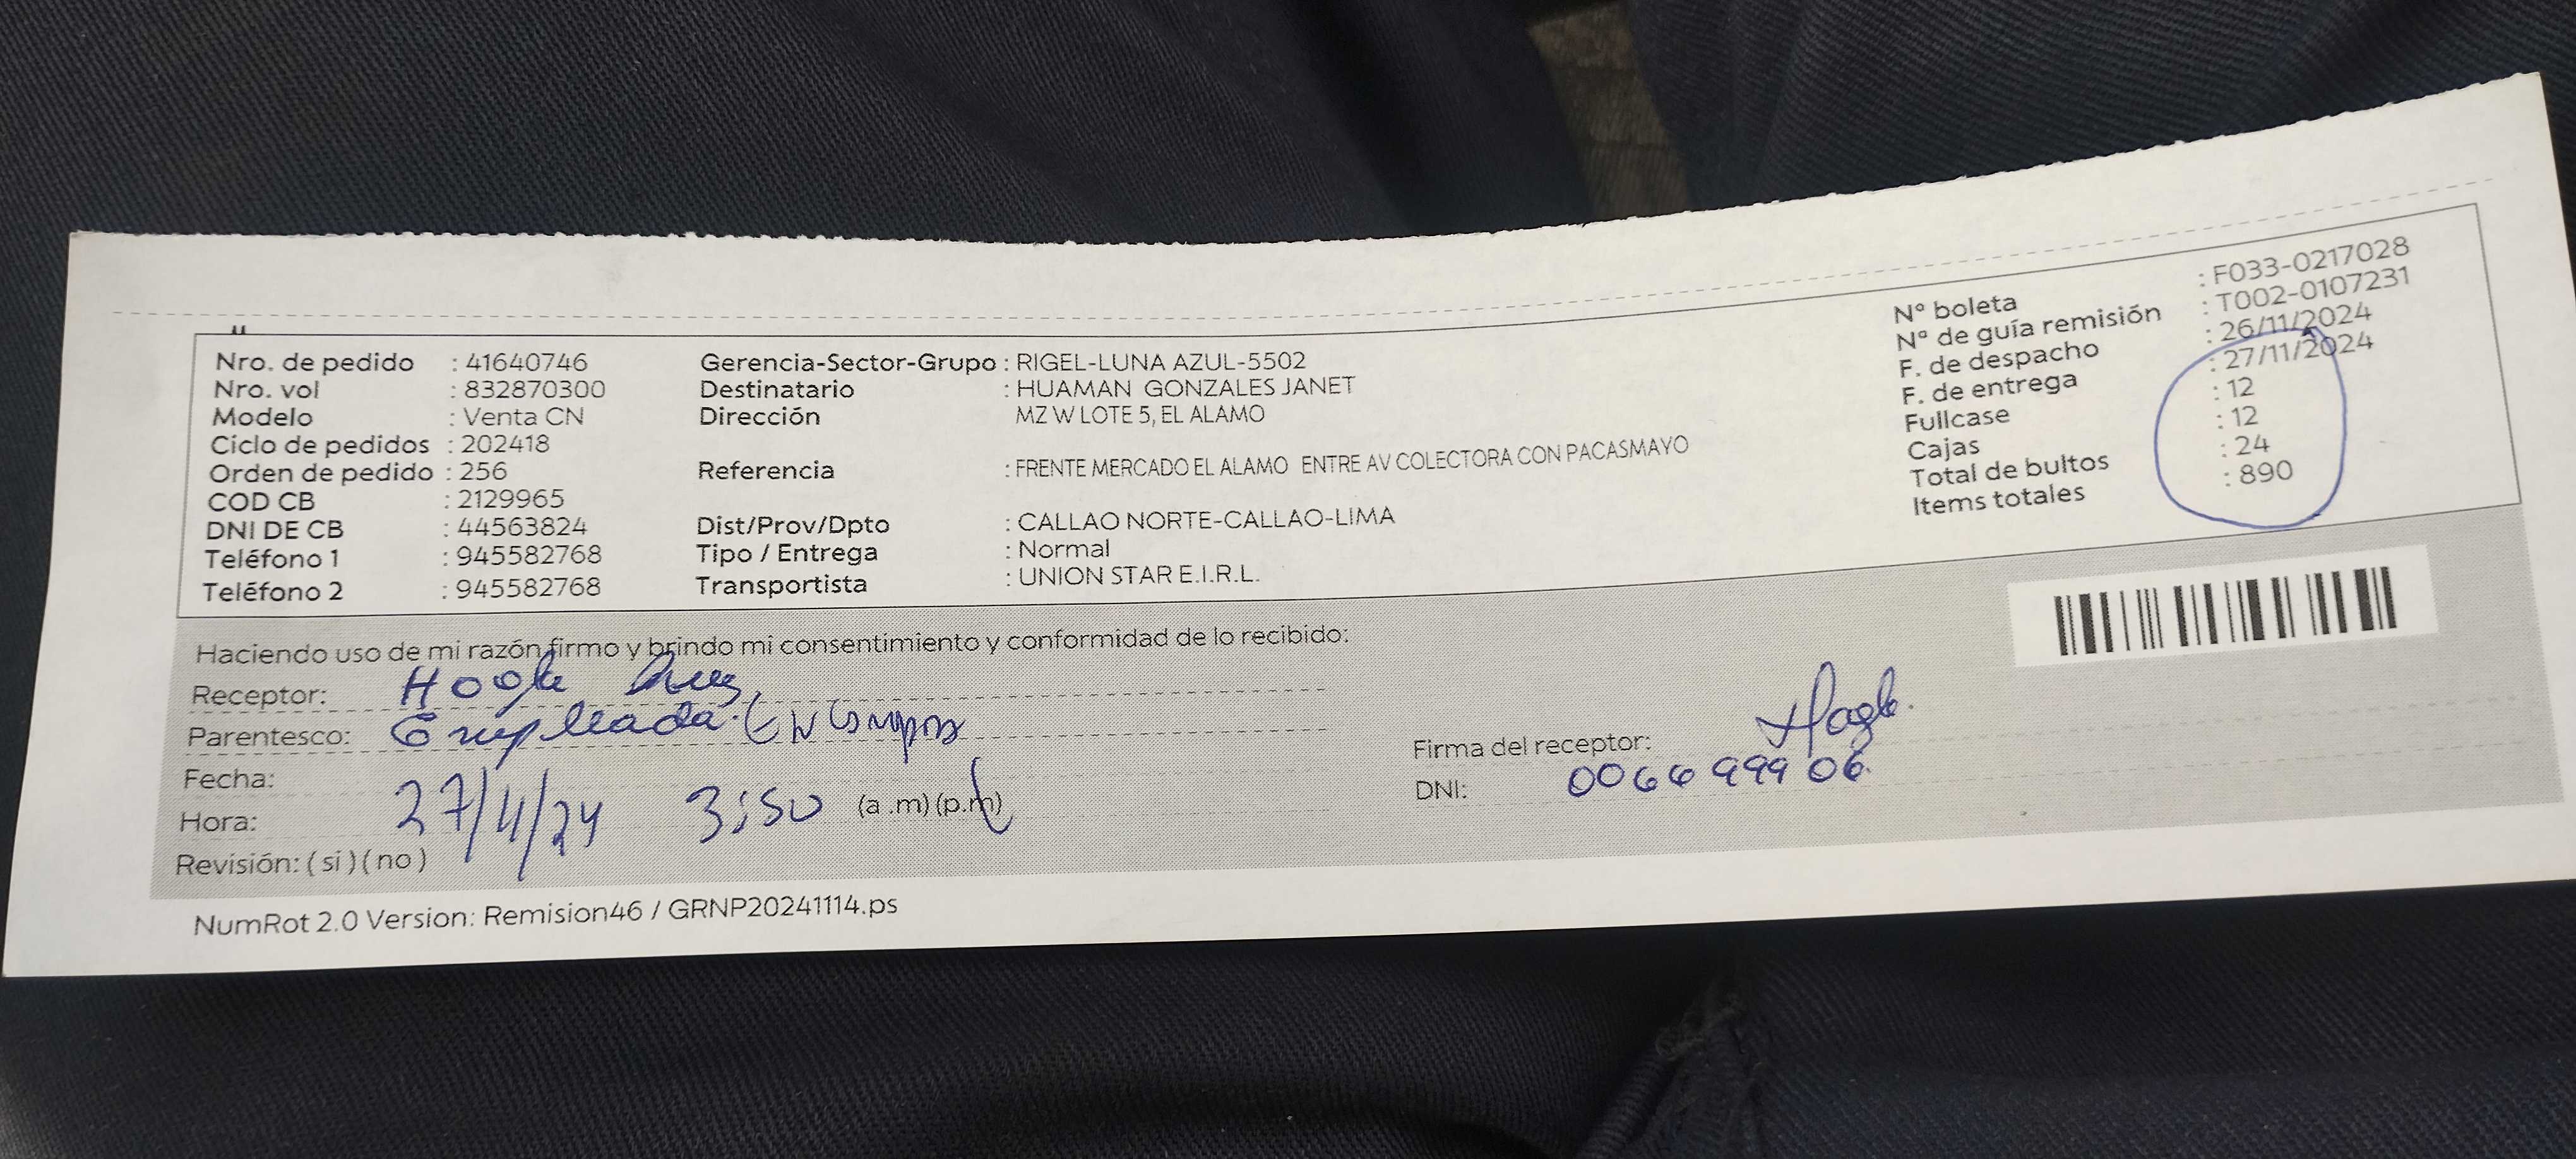 Nro. de pedido : 41640746
Nro. vol : 832870300
Modelo : Venta CN
Ciclo de pedidos : 202418
Orden de pedido : 256
COD CB : 2129965
DNI DE CB : 44563824
Teléfono 1 : 945582768
Teléfono 2 : 945582768
Gerencia-Sector-Grupo : RIGEL-LUNA AZUL-5502
Destinatario : HUAMAN GONZALES JANET
Dirección MZ W LOTE 5, EL ALAMO
Referencia : FRENTE MERCADO EL ALAMO ENTRE AV COLECTORA CON PACASMAYO
Dist/Prov/Dpto : CALLAO NORTE-CALLAO-LIMA
Tipo / Entrega : Normal
Transportista : UNION STAR E.I.R.L.
N° boleta : F033-0217028
N° de guía remisión : T002-0107231
F. de despacho : 26/11/2024
F. de entrega : 27/11/2024
Fullcase : 12
Cajas : 12
Total de bultos : 24
Items totales : 890
Haciendo uso de mi razón firmo y brindo mi consentimiento y conformidad de lo recibido:
Receptor:
Parentesco: Empleada.
Fecha:
Hora: 27/11/24 3:50 (a.m) (p.m)
Revisión: ( si ) ( no )
Firma del receptor:
DNI:
NumRot 2.0 Version: Remision46 / GRNP20241114.ps